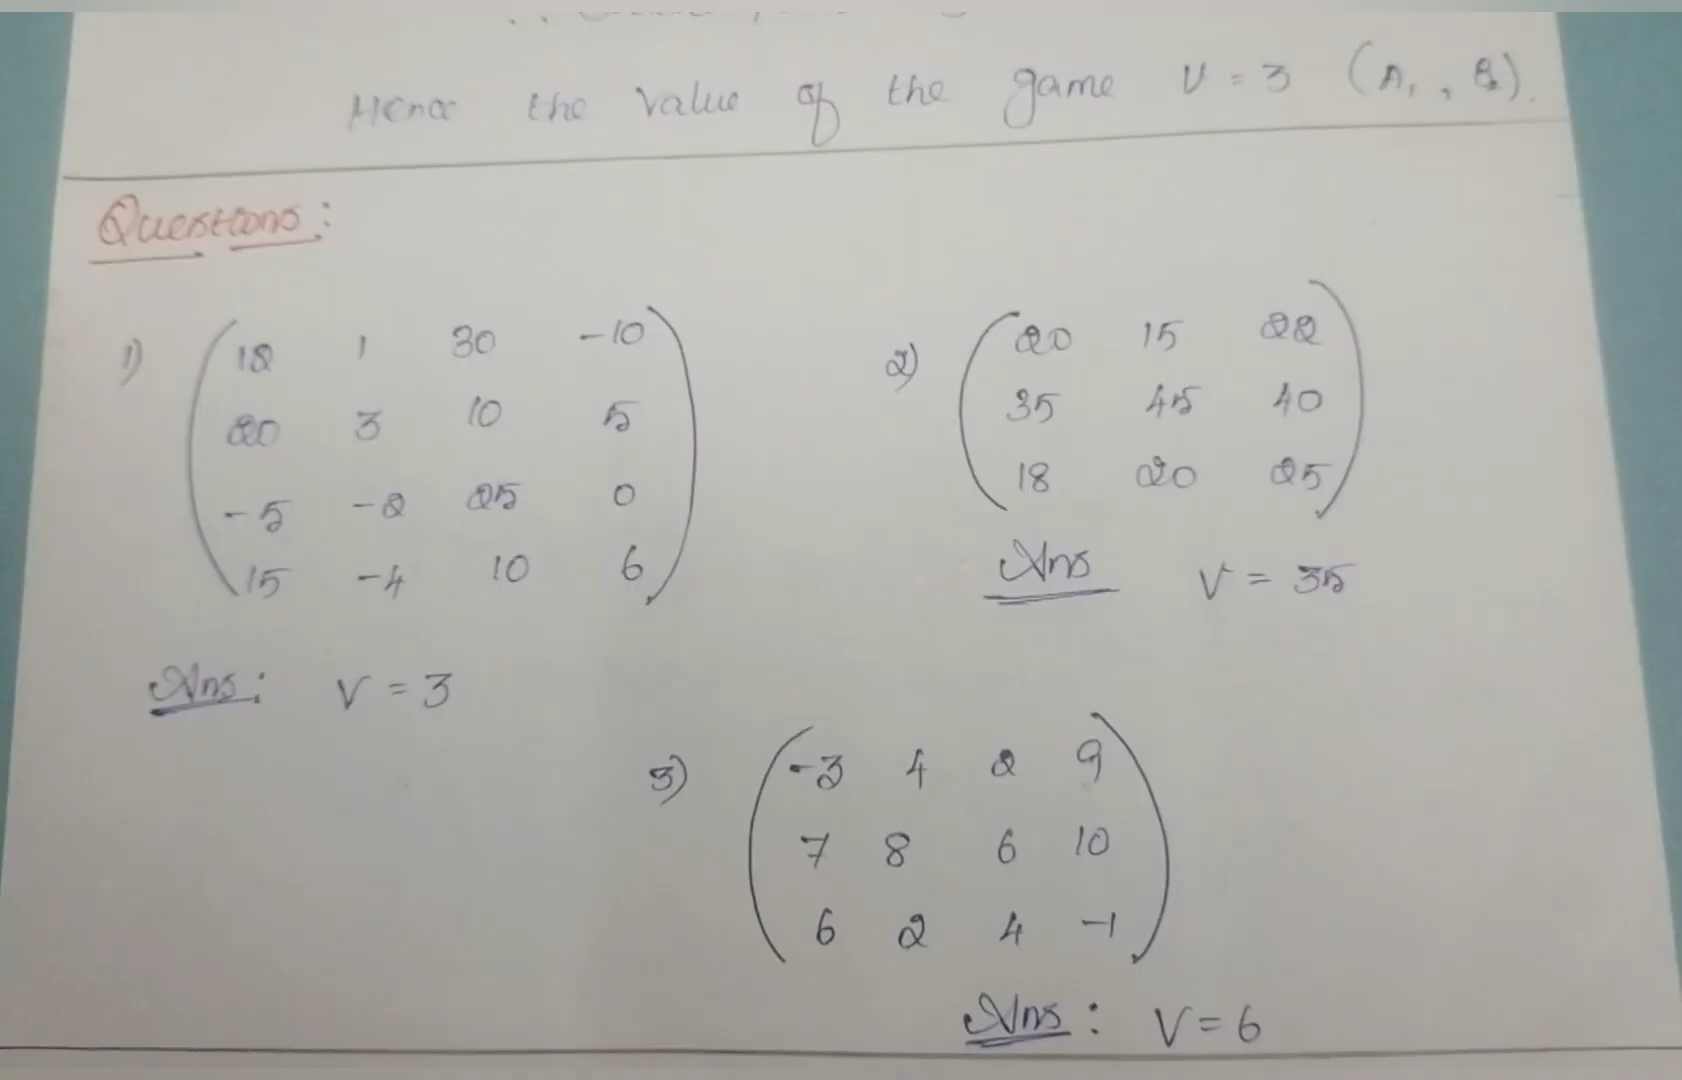 Hence the value of the game V = 3 (A1, B2).
Questions:
1)
18 1 30 -10
20 3 10 5
-5 -2 25 0
15 -4 10 6
Ans: V = 3
2)
20 15 22
35 45 40
18 20 25
Ans V = 35
3)
-3 4 2 9
7 8 6 10
6 2 4 -1
Ans: V = 6